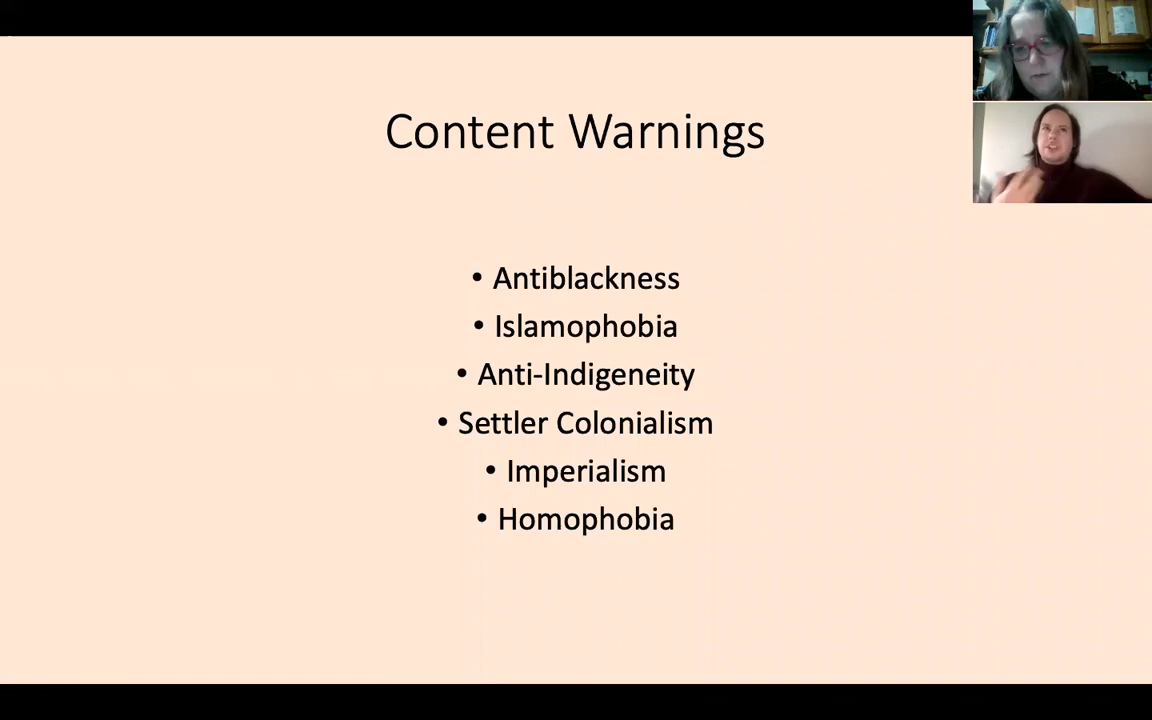 Content Warnings
• Antiblackness
• Islamophobia
• Anti-Indigeneity
• Settler Colonialism
• Imperialism
• Homophobia